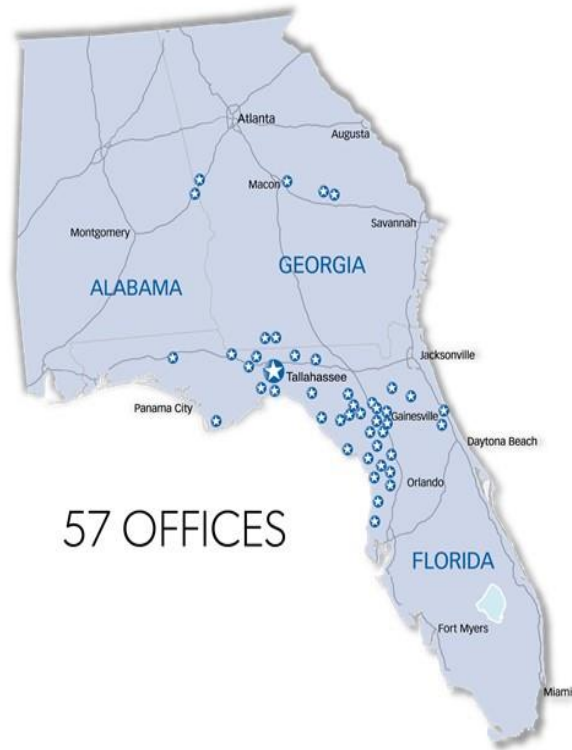 Atlanta
Augusta
Macon
Savannah
Montgomery
GEORGIA
ALABAMA
Jacksonville
Tallahassee
Panama City
Gainesville
Daytona Beach
Orlando
57 OFFICES
FLORIDA
Fort Myers
Miami